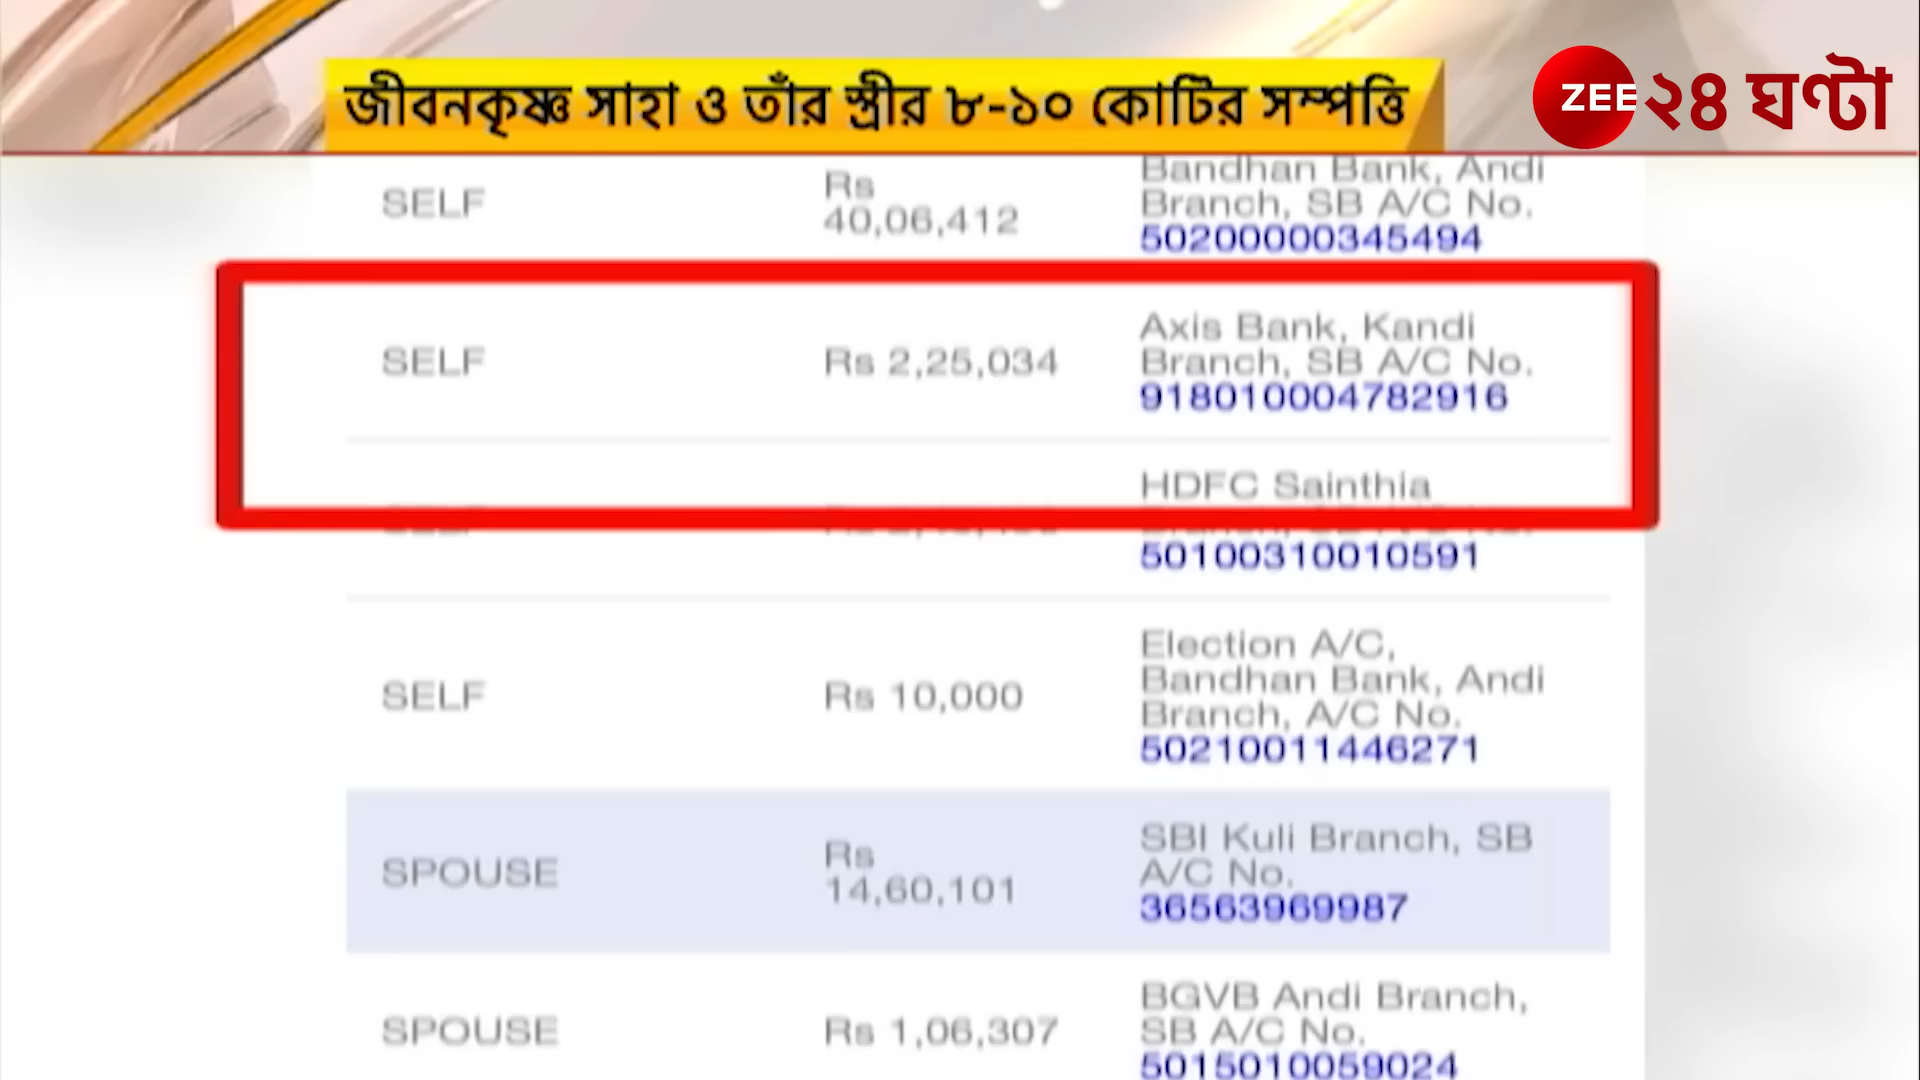 জীবনকৃষ্ণ সাহা ও তাঁর স্ত্রীর ৮-১০ কোটির সম্পত্তি
ZEE ২৪ ঘণ্টা
SELF
Rs
40,06,412
Bandhan Bank, Andi
Branch, SB A/C No.
50200000345494
SELF
Rs 2,25,034
Axis Bank, Kandi
Branch, SB A/C No.
918010004782916
HDFC Sainthia
50100310010591
SELF
Rs 10,000
Election A/C,
Bandhan Bank, Andi
Branch, A/C No.
50210011446271
SPOUSE
Rs
14,60,101
SBI Kuli Branch, SB
A/C No.
36563969987
SPOUSE
Rs 1,06,307
BGVB Andi Branch,
SB A/C No.
5015010059024